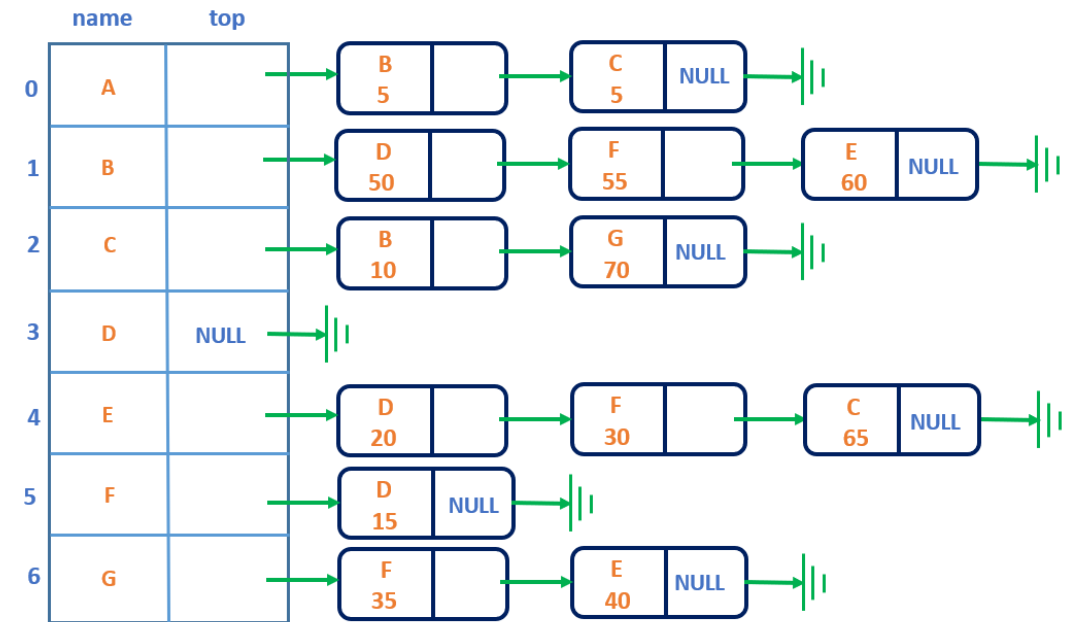 name top
0 A B 5 C 5 NULL
1 B D 50 F 55 E 60 NULL
2 C B 10 G 70 NULL
3 D NULL
4 E D 20 F 30 C 65 NULL
5 F D 15 NULL
6 G F 35 E 40 NULL